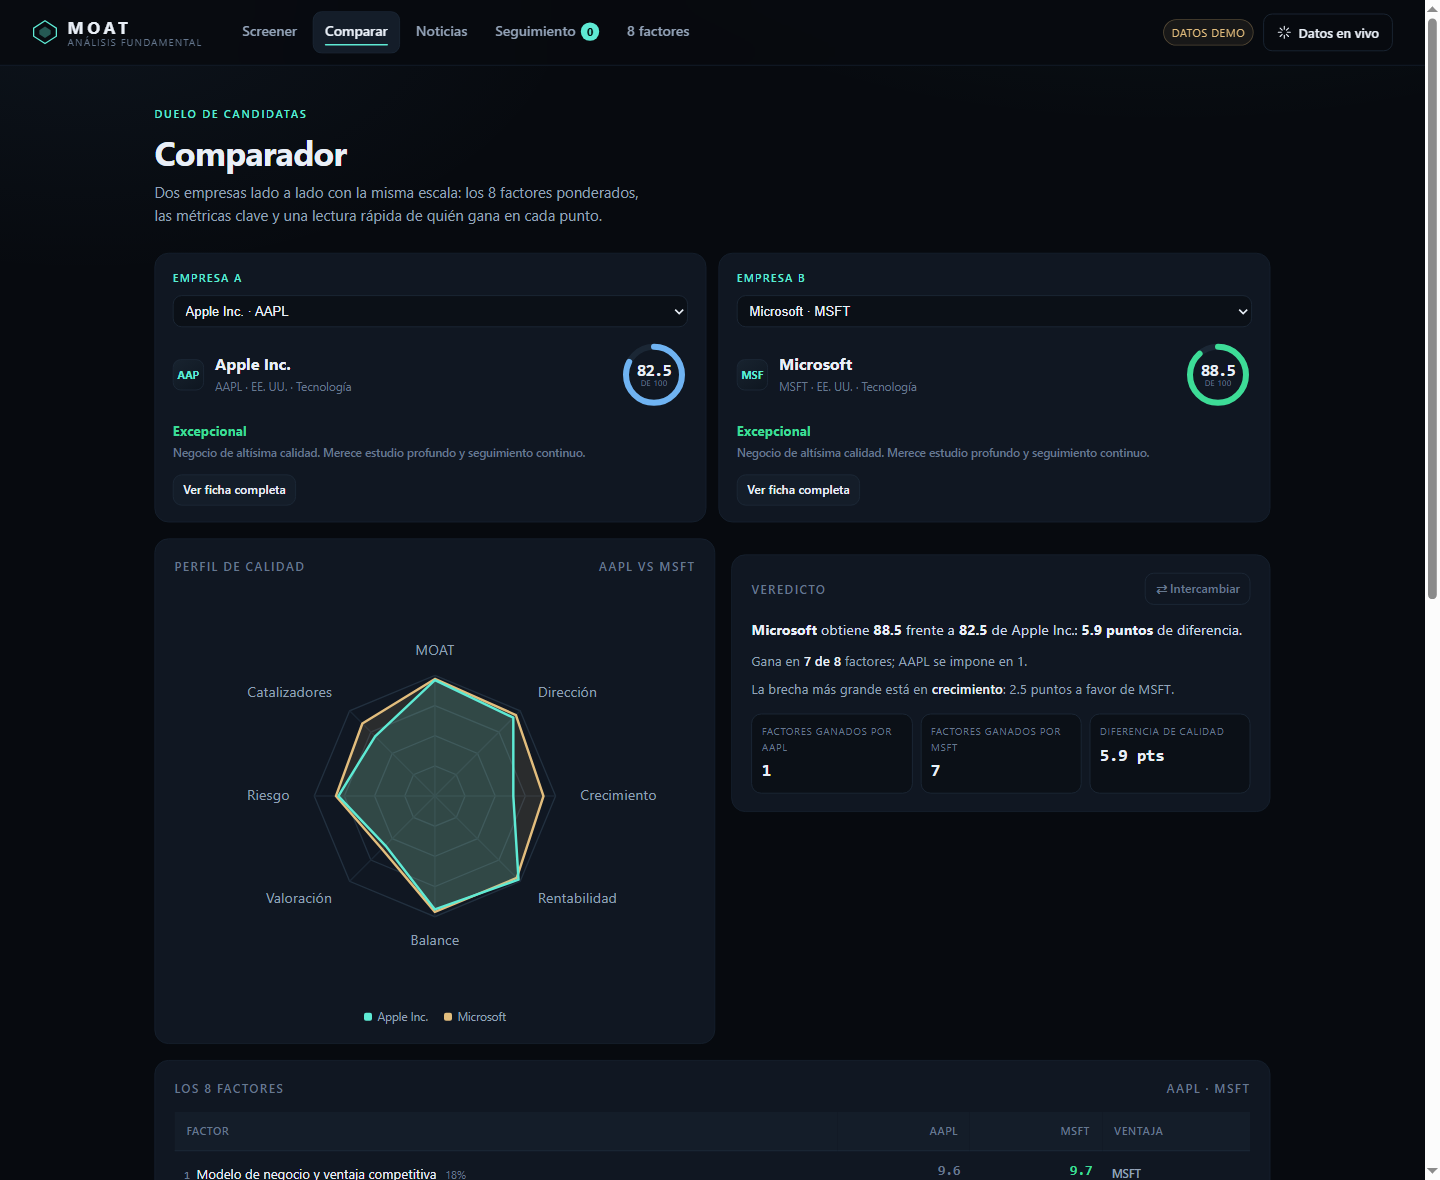 MOAT
ANÁLISIS FUNDAMENTAL
Screener
Comparar
Noticias
Seguimiento 0
8 factores
DATOS DEMO
Datos en vivo
DUELO DE CANDIDATAS
Comparador
Dos empresas lado a lado con la misma escala: los 8 factores ponderados,
las métricas clave y una lectura rápida de quién gana en cada punto.
EMPRESA A
Apple Inc. · AAPL
AAP
Apple Inc.
AAPL · EE. UU. · Tecnología
82.5
DE 100
Excepcional
Negocio de altísima calidad. Merece estudio profundo y seguimiento continuo.
Ver ficha completa
EMPRESA B
Microsoft · MSFT
MSF
Microsoft
MSFT · EE. UU. · Tecnología
88.5
DE 100
Excepcional
Negocio de altísima calidad. Merece estudio profundo y seguimiento continuo.
Ver ficha completa
PERFIL DE CALIDAD
AAPL VS MSFT
MOAT
Dirección
Crecimiento
Rentabilidad
Balance
Valoración
Riesgo
Catalizadores
Apple Inc.
Microsoft
VEREDICTO
⇄ Intercambiar
Microsoft obtiene 88.5 frente a 82.5 de Apple Inc.: 5.9 puntos de diferencia.
Gana en 7 de 8 factores; AAPL se impone en 1.
La brecha más grande está en crecimiento: 2.5 puntos a favor de MSFT.
FACTORES GANADOS POR
AAPL
1
FACTORES GANADOS POR
MSFT
7
DIFERENCIA DE CALIDAD
5.9 pts
LOS 8 FACTORES
AAPL · MSFT
FACTOR
AAPL
MSFT
VENTAJA
1 Modelo de negocio y ventaja competitiva 18%
9.6
9.7
MSFT